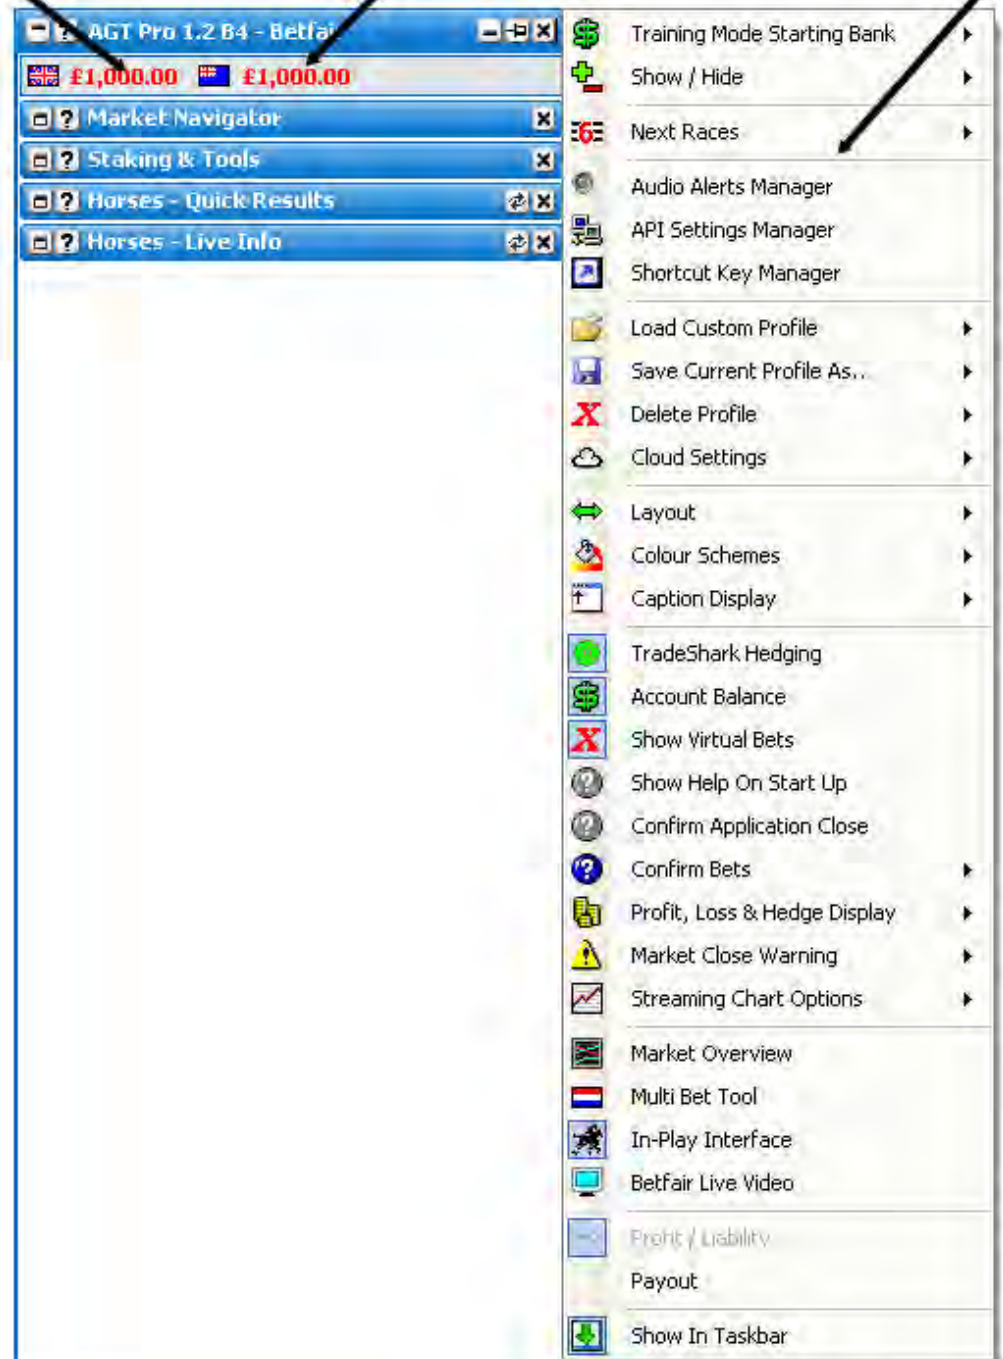 AGT Pro 1.2 B4 - Betfair
£1,000.00 £1,000.00
Market Navigator
Staking & Tools
Horses - Quick Results
Horses - Live Info
Training Mode Starting Bank
Show / Hide
Next Races
Audio Alerts Manager
API Settings Manager
Shortcut Key Manager
Load Custom Profile
Save Current Profile As...
Delete Profile
Cloud Settings
Layout
Colour Schemes
Caption Display
TradeShark Hedging
Account Balance
Show Virtual Bets
Show Help On Start Up
Confirm Application Close
Confirm Bets
Profit, Loss & Hedge Display
Market Close Warning
Streaming Chart Options
Market Overview
Multi Bet Tool
In-Play Interface
Betfair Live Video
Profit / Liability
Payout
Show In Taskbar